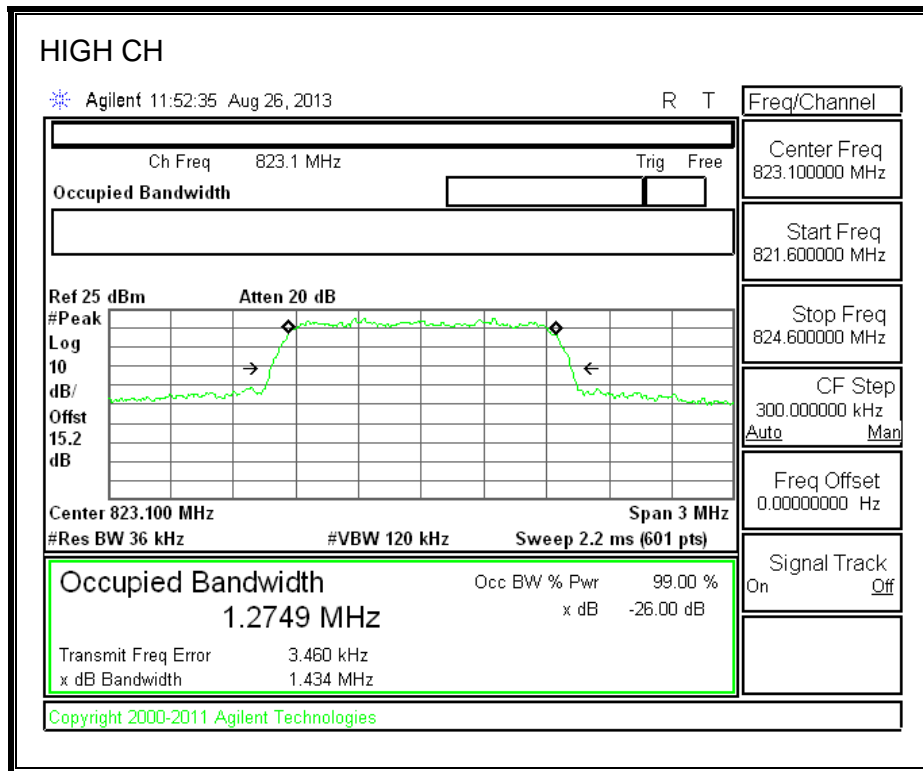 HIGH CH
Agilent 11:52:35 Aug 26, 2013 R T
Freq/Channel
Ch Freq 823.1 MHz Trig Free
Occupied Bandwidth
Center Freq
823.100000 MHz
Start Freq
821.600000 MHz
Stop Freq
824.600000 MHz
CF Step
300.000000 kHz
Auto Man
Freq Offset
0.00000000 Hz
Signal Track
On Off
Ref 25 dBm Atten 20 dB
#Peak
Log
10
dB/
Offst
15.2
dB
Center 823.100 MHz Span 3 MHz
#Res BW 36 kHz #VBW 120 kHz Sweep 2.2 ms (601 pts)
Occupied Bandwidth
1.2749 MHz
Occ BW % Pwr 99.00 %
x dB -26.00 dB
Transmit Freq Error 3.460 kHz
x dB Bandwidth 1.434 MHz
Copyright 2000-2011 Agilent Technologies